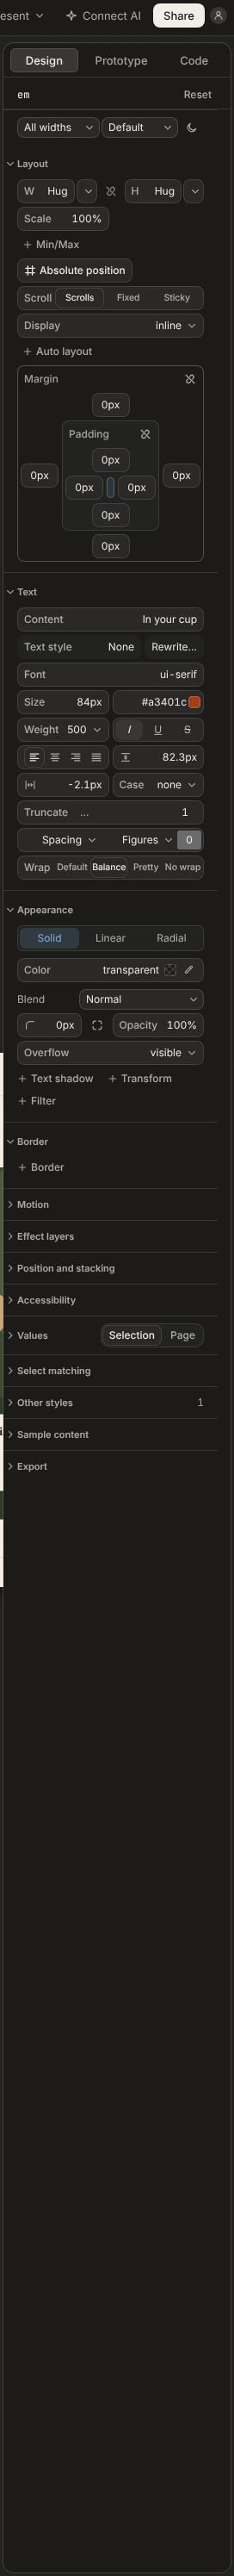 esent Connect AI Share
Design Prototype Code
em Reset
All widths Default
Layout
W Hug H Hug
Scale 100%
Min/Max
Absolute position
Scroll Scrolls Fixed Sticky
Display inline
Auto layout
Margin
0px
Padding
0px
0px 0px 0px 0px
0px
0px
Text
Content In your cup
Text style None Rewrite...
Font ui-serif
Size 84px #a3401c
Weight 500 / U S
82.3px
-2.1px Case none
Truncate ... 1
Spacing Figures 0
Wrap Default Balance Pretty No wrap
Appearance
Solid Linear Radial
Color transparent
Blend Normal
0px Opacity 100%
Overflow visible
Text shadow Transform
Filter
Border
Border
Motion
Effect layers
Position and stacking
Accessibility
Values Selection Page
Select matching
Other styles 1
Sample content
Export